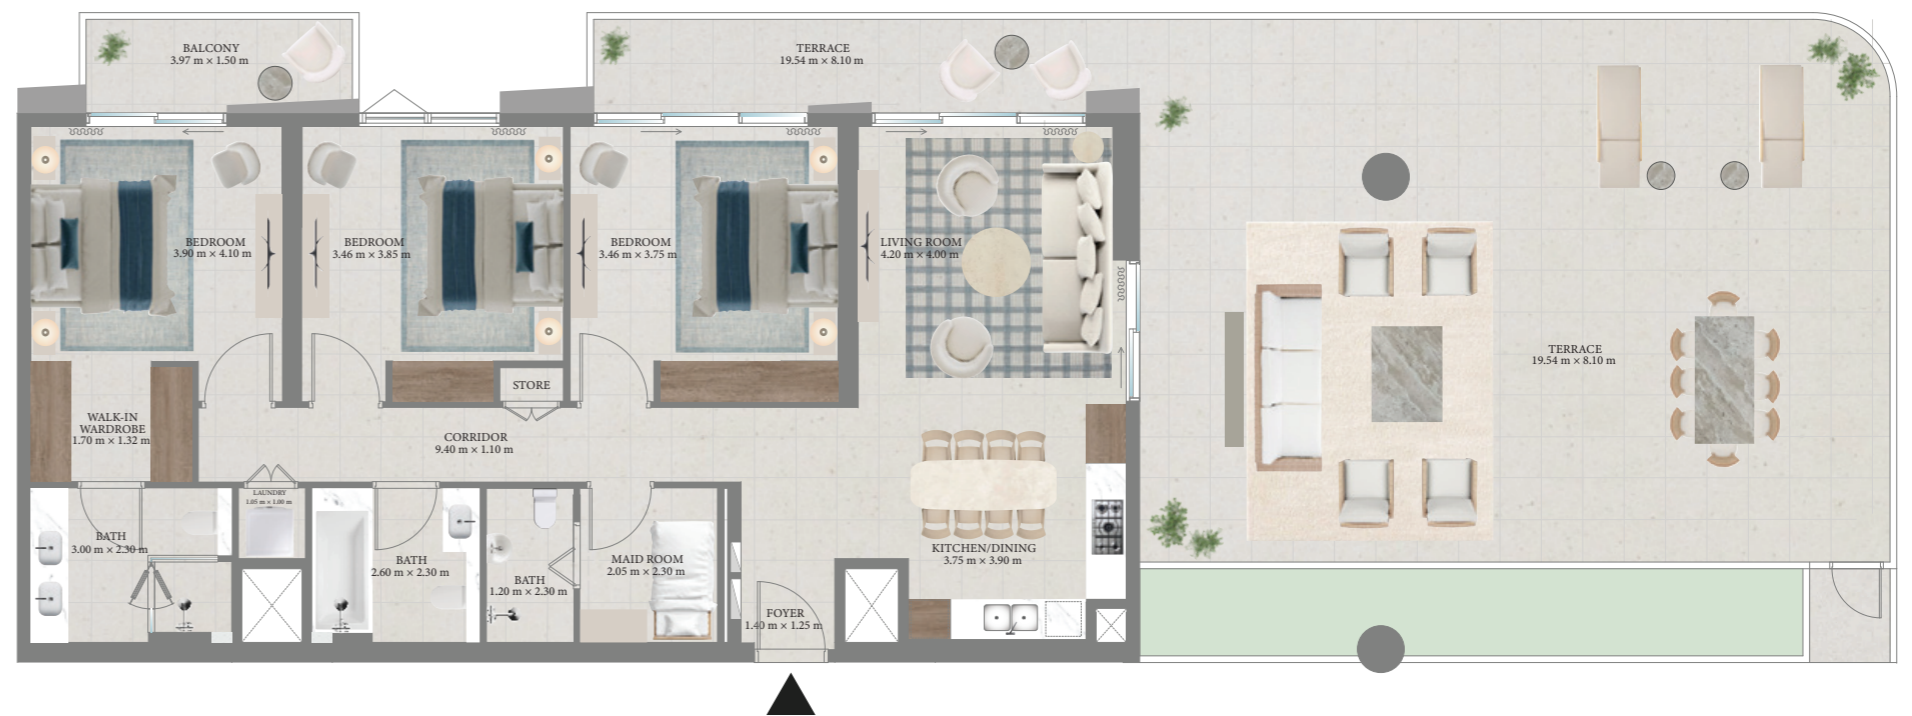 BALCONY
3.97 m × 1.50 m
TERRACE
19.54 m × 8.10 m
BEDROOM
3.90 m × 4.10 m
BEDROOM
3.46 m × 3.85 m
BEDROOM
3.46 m × 3.75 m
LIVING ROOM
4.20 m × 4.00 m
TERRACE
19.54 m × 8.10 m
STORE
WALK-IN
WARDROBE
1.70 m × 1.32 m
CORRIDOR
9.40 m × 1.10 m
LAUNDRY
1.05 m × 1.00 m
BATH
3.00 m × 2.30 m
BATH
2.60 m × 2.30 m
BATH
1.20 m × 2.30 m
MAID ROOM
2.05 m × 2.30 m
KITCHEN/DINING
3.75 m × 3.90 m
FOYER
1.40 m × 1.25 m